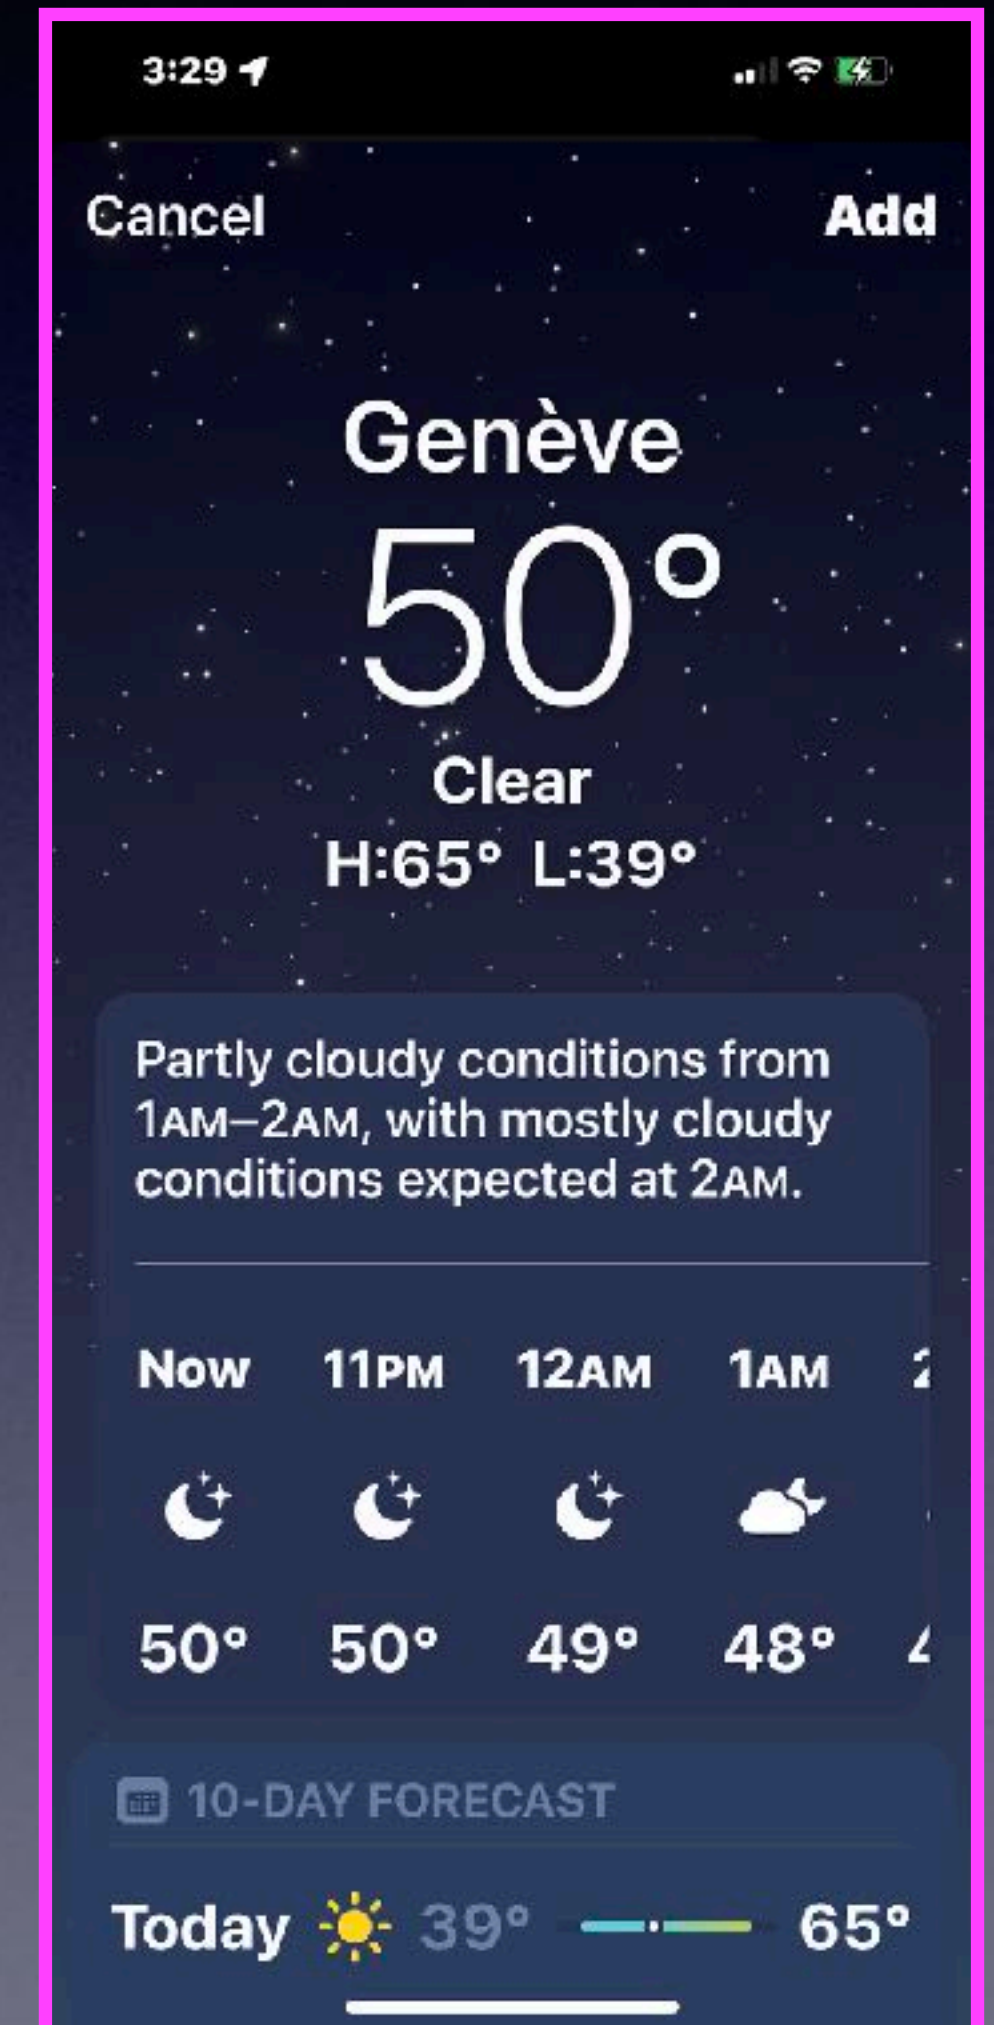 3:29
Cancel Add
Genève
50°
Clear
H:65° L:39°
Partly cloudy conditions from
1AM–2AM, with mostly cloudy
conditions expected at 2AM.
Now 11PM 12AM 1AM
50° 50° 49° 48°
10-DAY FORECAST
Today 39° 65°